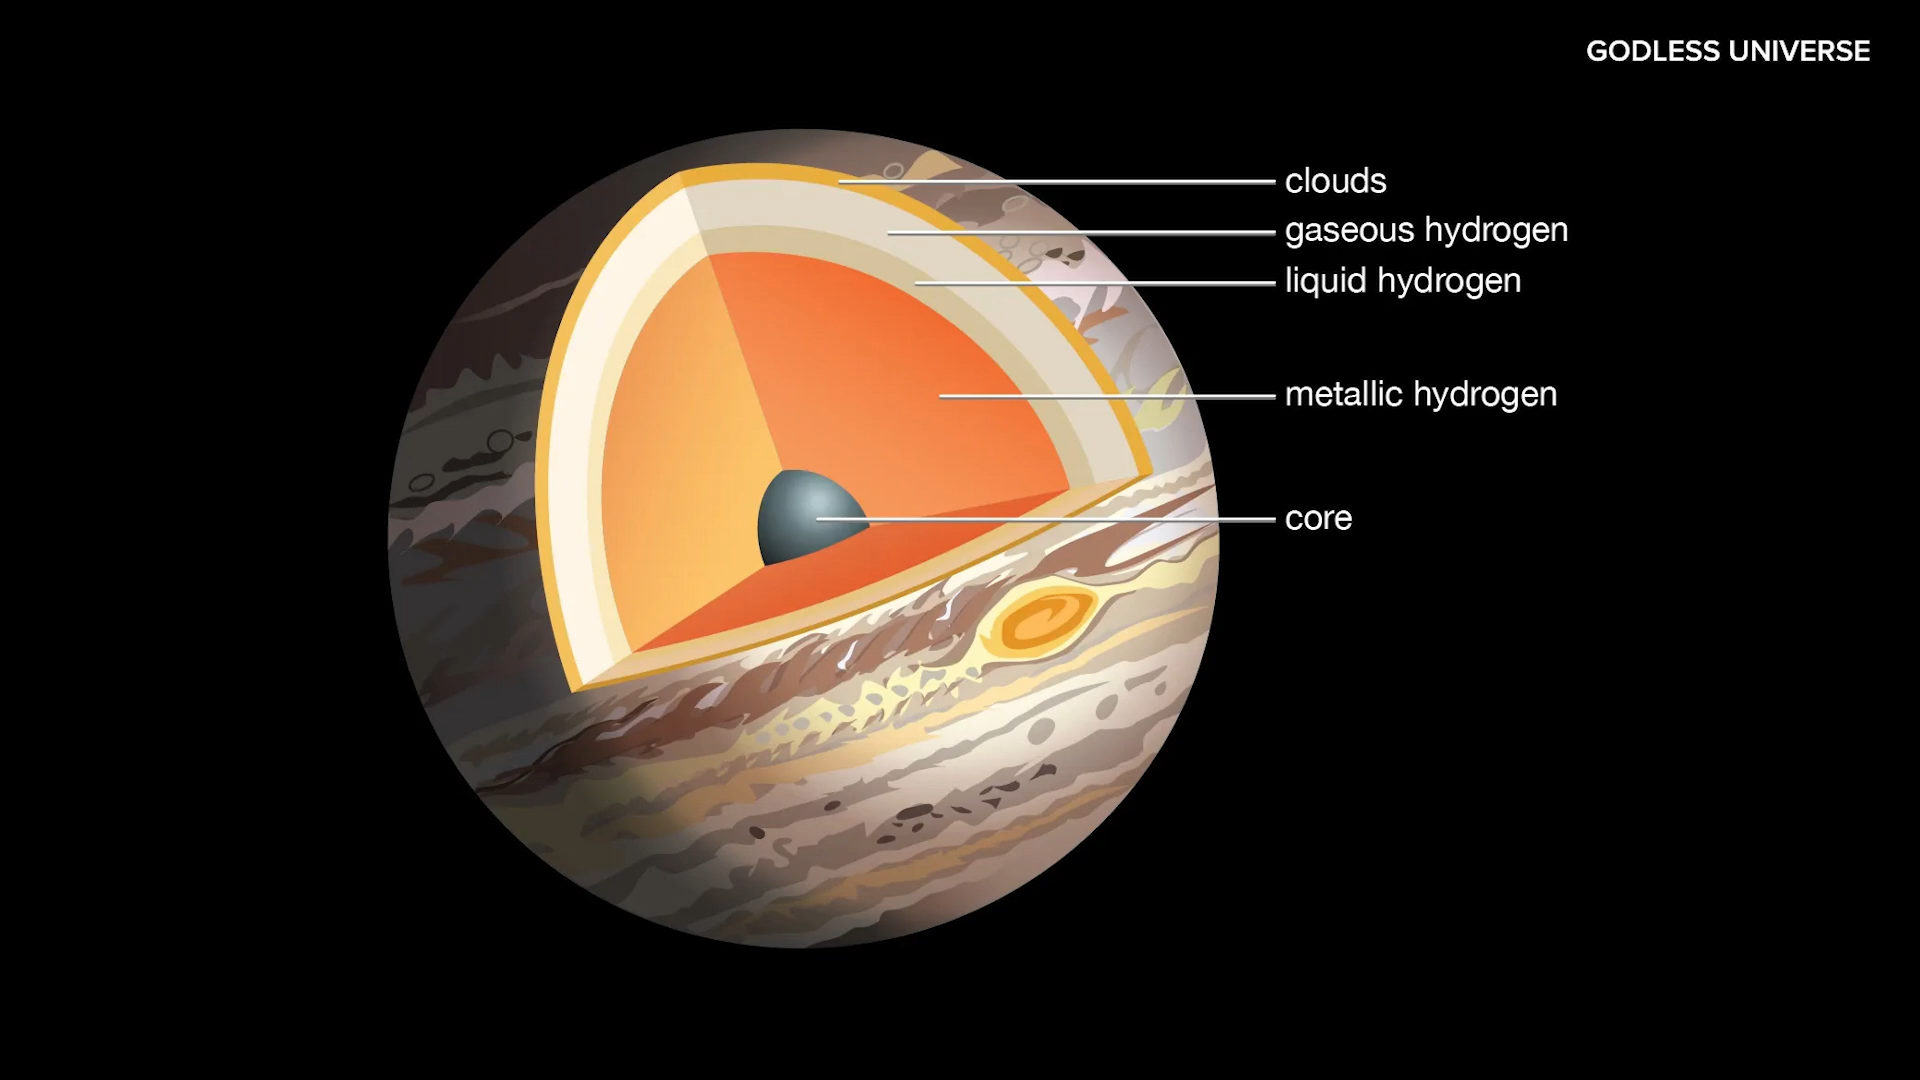 GODLESS UNIVERSE
clouds
gaseous hydrogen
liquid hydrogen
metallic hydrogen
core